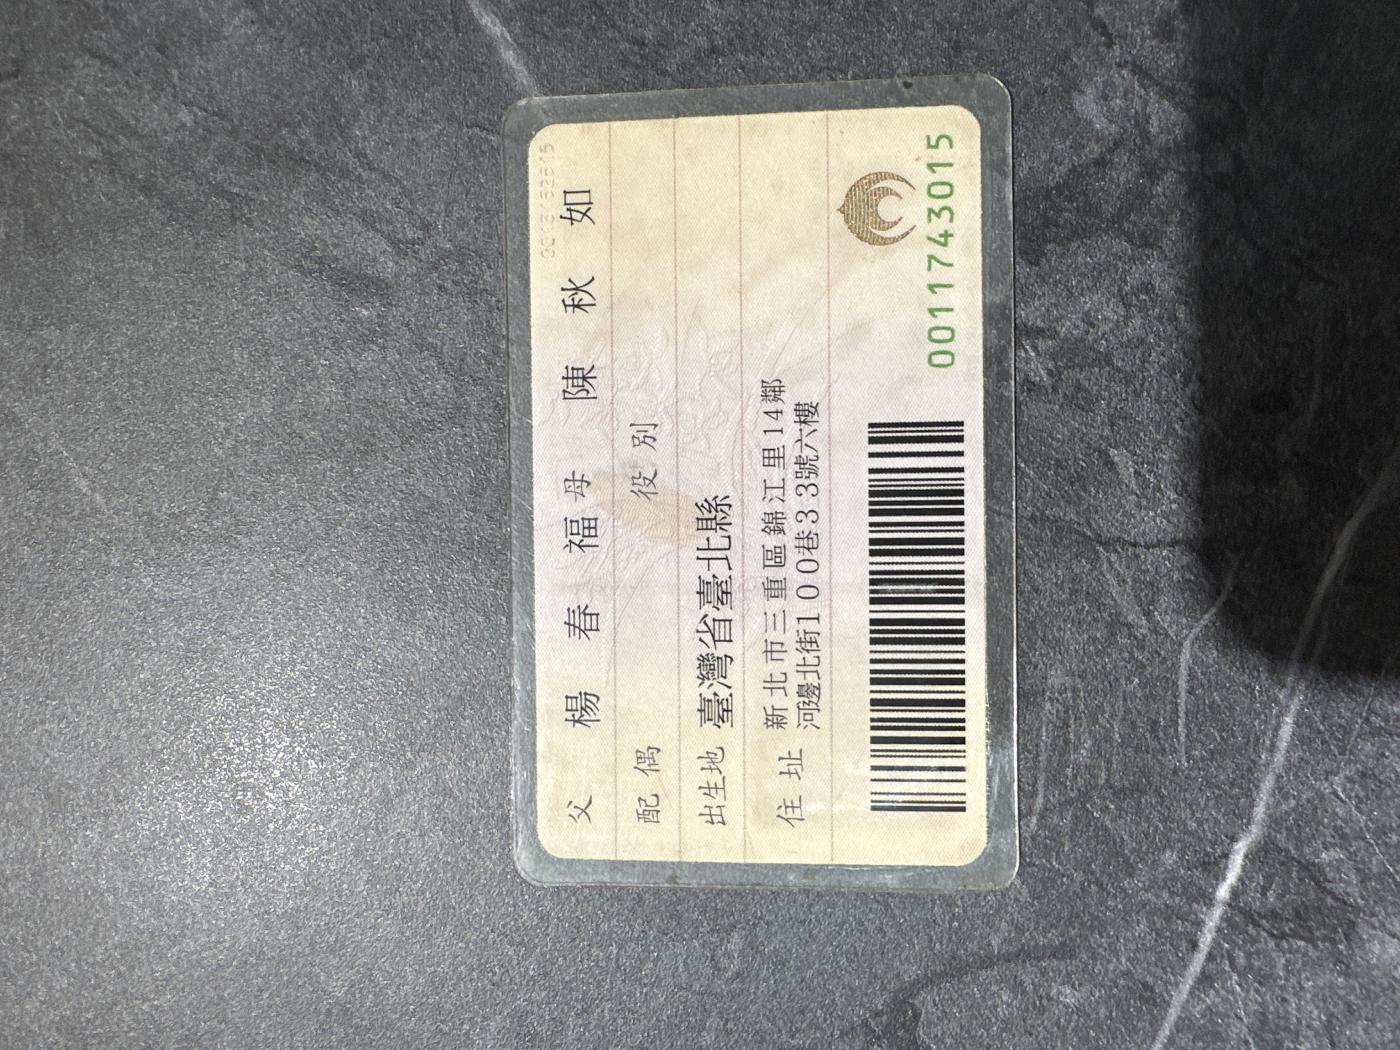 父 楊春福 母 陳秋如
配偶 役別
出生地 臺灣省臺北縣
住址 新北市三重區錦江里14鄰
河邊北街100巷33號六樓
0011743015